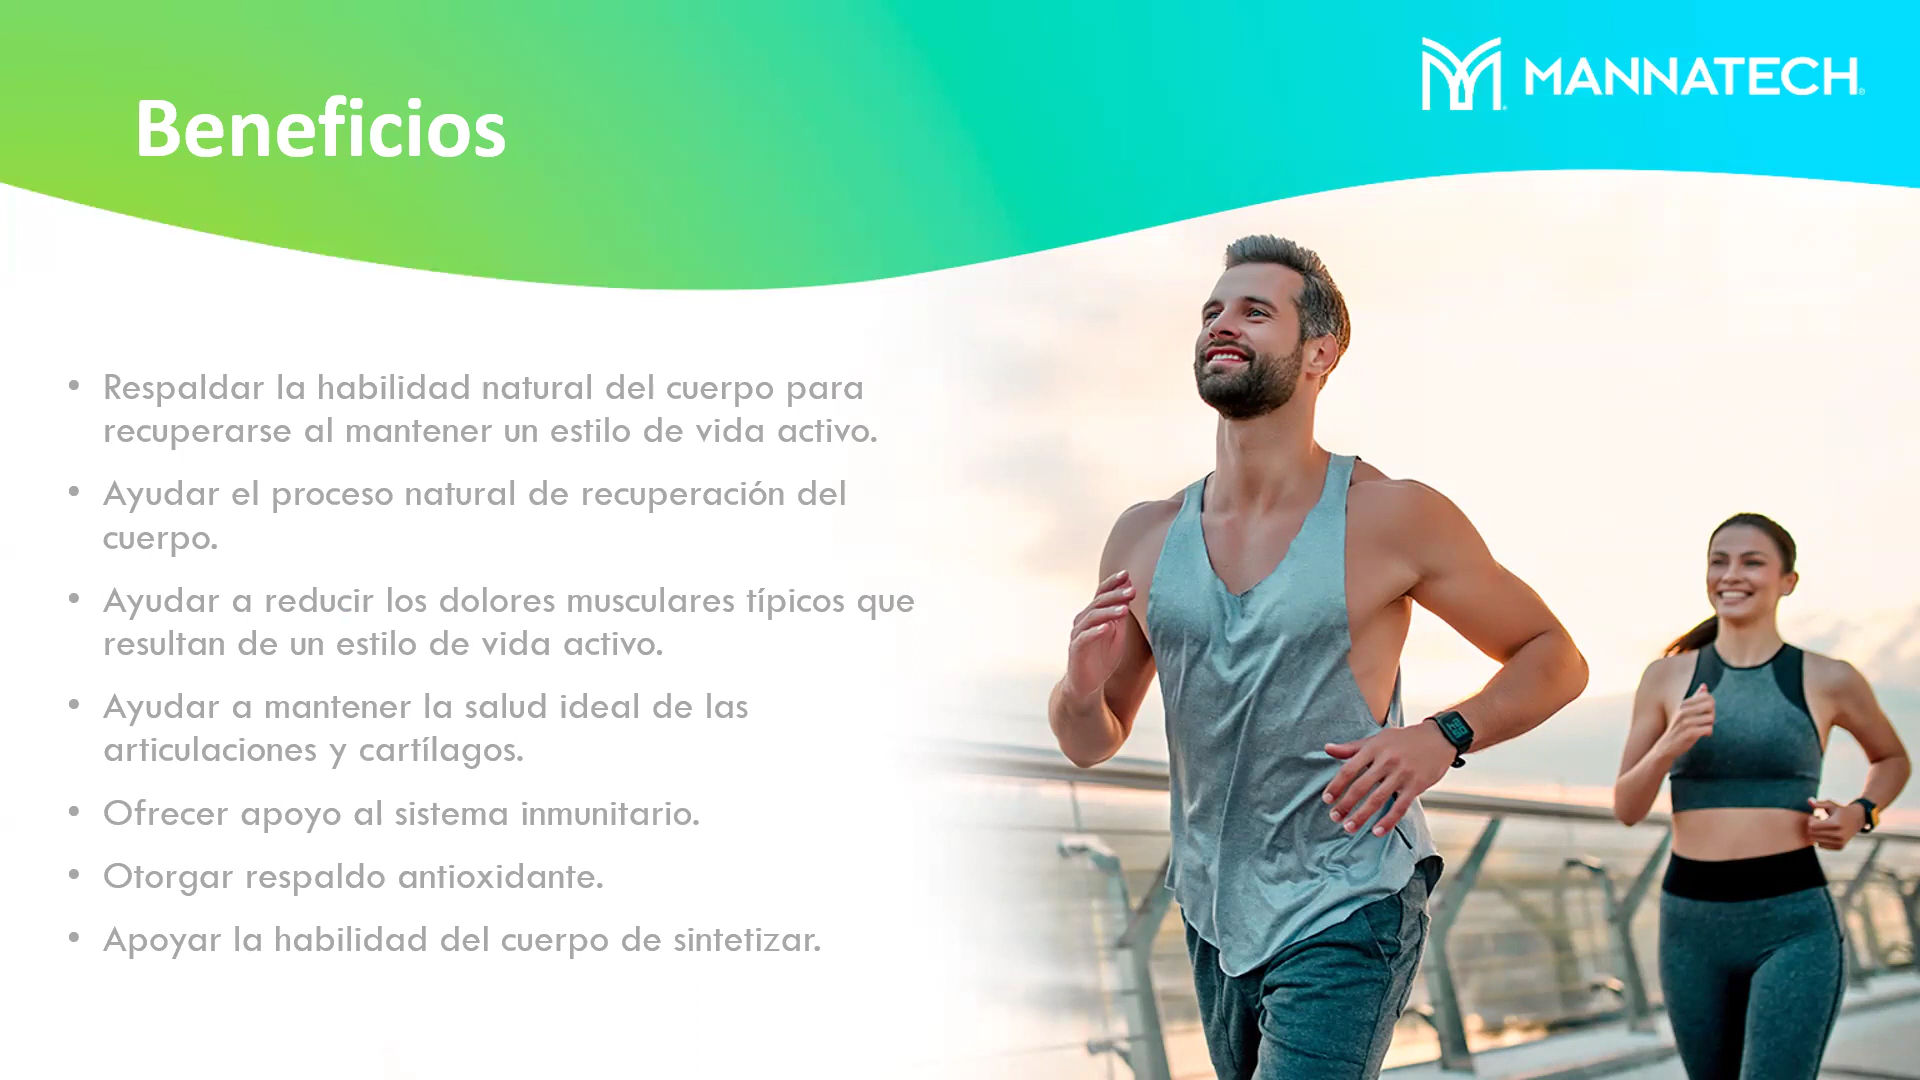 MANNATECH
Beneficios
• Respaldar la habilidad natural del cuerpo para
recuperarse al mantener un estilo de vida activo.
• Ayudar el proceso natural de recuperación del
cuerpo.
• Ayudar a reducir los dolores musculares típicos que
resultan de un estilo de vida activo.
• Ayudar a mantener la salud ideal de las
articulaciones y cartílagos.
• Ofrecer apoyo al sistema inmunitario.
• Otorgar respaldo antioxidante.
• Apoyar la habilidad del cuerpo de sintetizar.